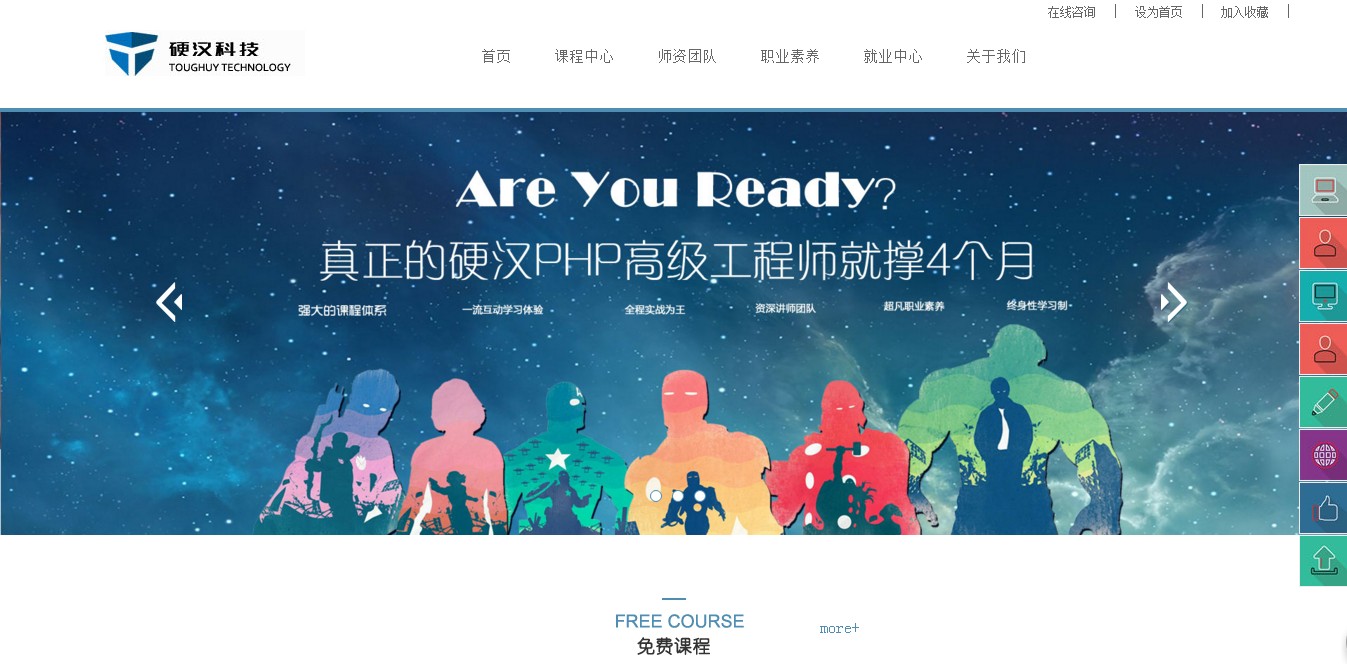 在线咨询 | 设为首页 | 加入收藏 |
硬汉科技
TOUGHUY TECHNOLOGY
首页 课程中心 师资团队 职业素养 就业中心 关于我们
Are You Ready?
真正的硬汉PHP高级工程师就撑4个月
强大的课程体系 一流互动学习体验 全程实战为王 资深讲师团队 超凡职业素养 终身性学习制
FREE COURSE
more+
免费课程